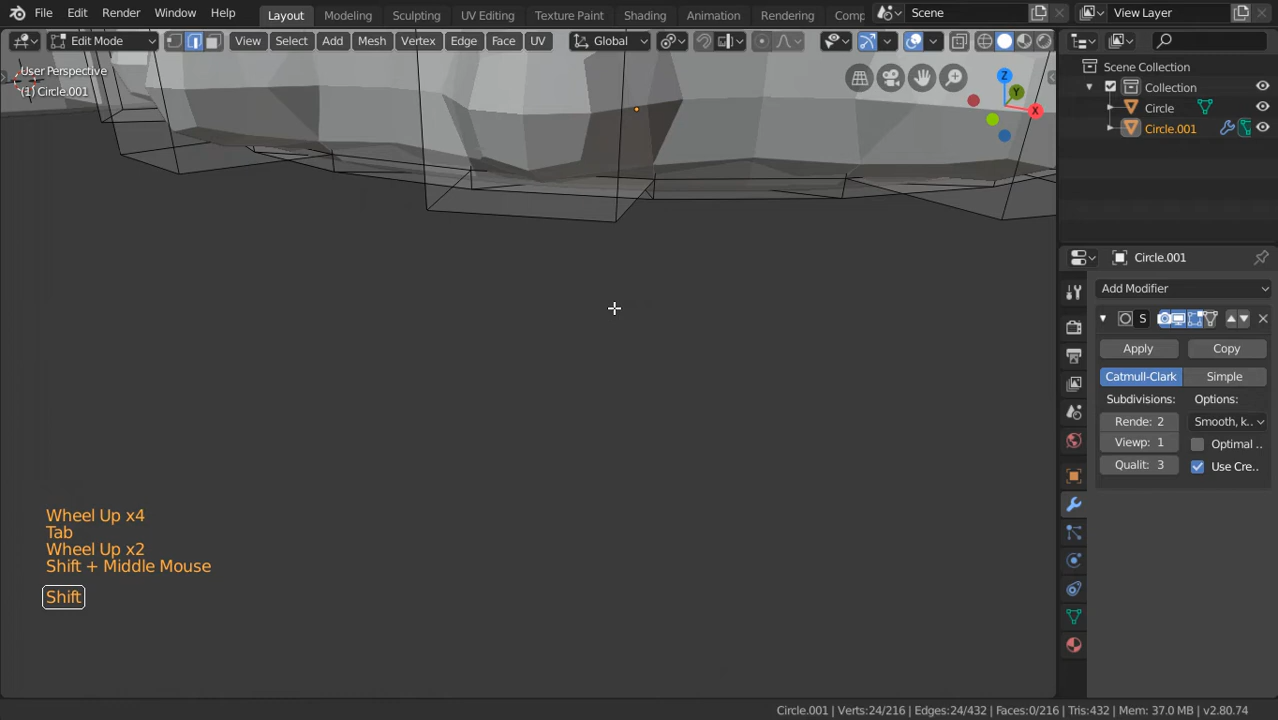 File Edit Render Window Help Layout Modeling Sculpting UV Editing Texture Paint Shading Animation Rendering Comp Scene View Layer
Edit Mode View Select Add Mesh Vertex Edge Face UV Global
User Perspective
(1) Circle.001
Z
Y
X
Scene Collection
Collection
Circle
Circle.001
Circle.001
Add Modifier
S
Apply Copy
Catmull-Clark Simple
Subdivisions: Options:
Rende: 2 Smooth, k..
Viewp: 1 Optimal ..
Qualit: 3 Use Cre..
Wheel Up x4
Tab
Wheel Up x2
Shift + Middle Mouse
Shift
Circle.001 | Verts:24/216 | Edges:24/432 | Faces:0/216 | Tris:432 | Mem: 37.0 MB | v2.80.74